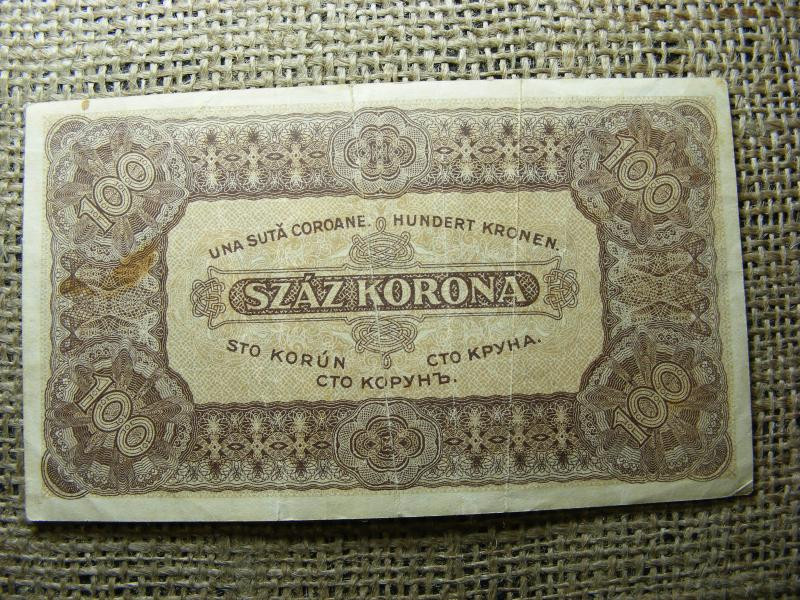 100
100
UNA SUTĂ COROANE. HUNDERT KRONEN.
SZÁZ KORONA
STO KORÚN СТО КРУНА.
СТО КОРУНЪ.
100
100